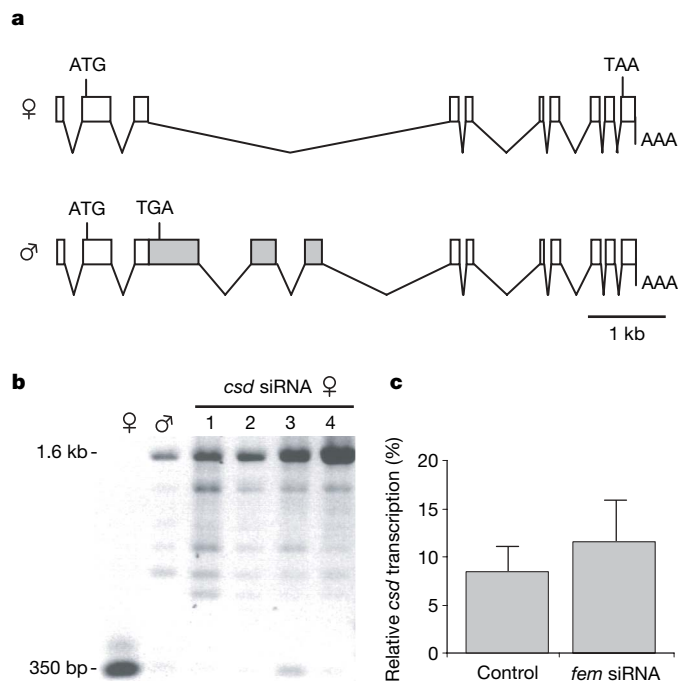 a
ATG TAA
♀
AAA
ATG TGA
♂
AAA
1 kb
b
csd siRNA ♀
♀ ♂ 1 2 3 4
1.6 kb-
350 bp-
c
Relative csd transcription (%)
20
15
10
5
0
Control fem siRNA